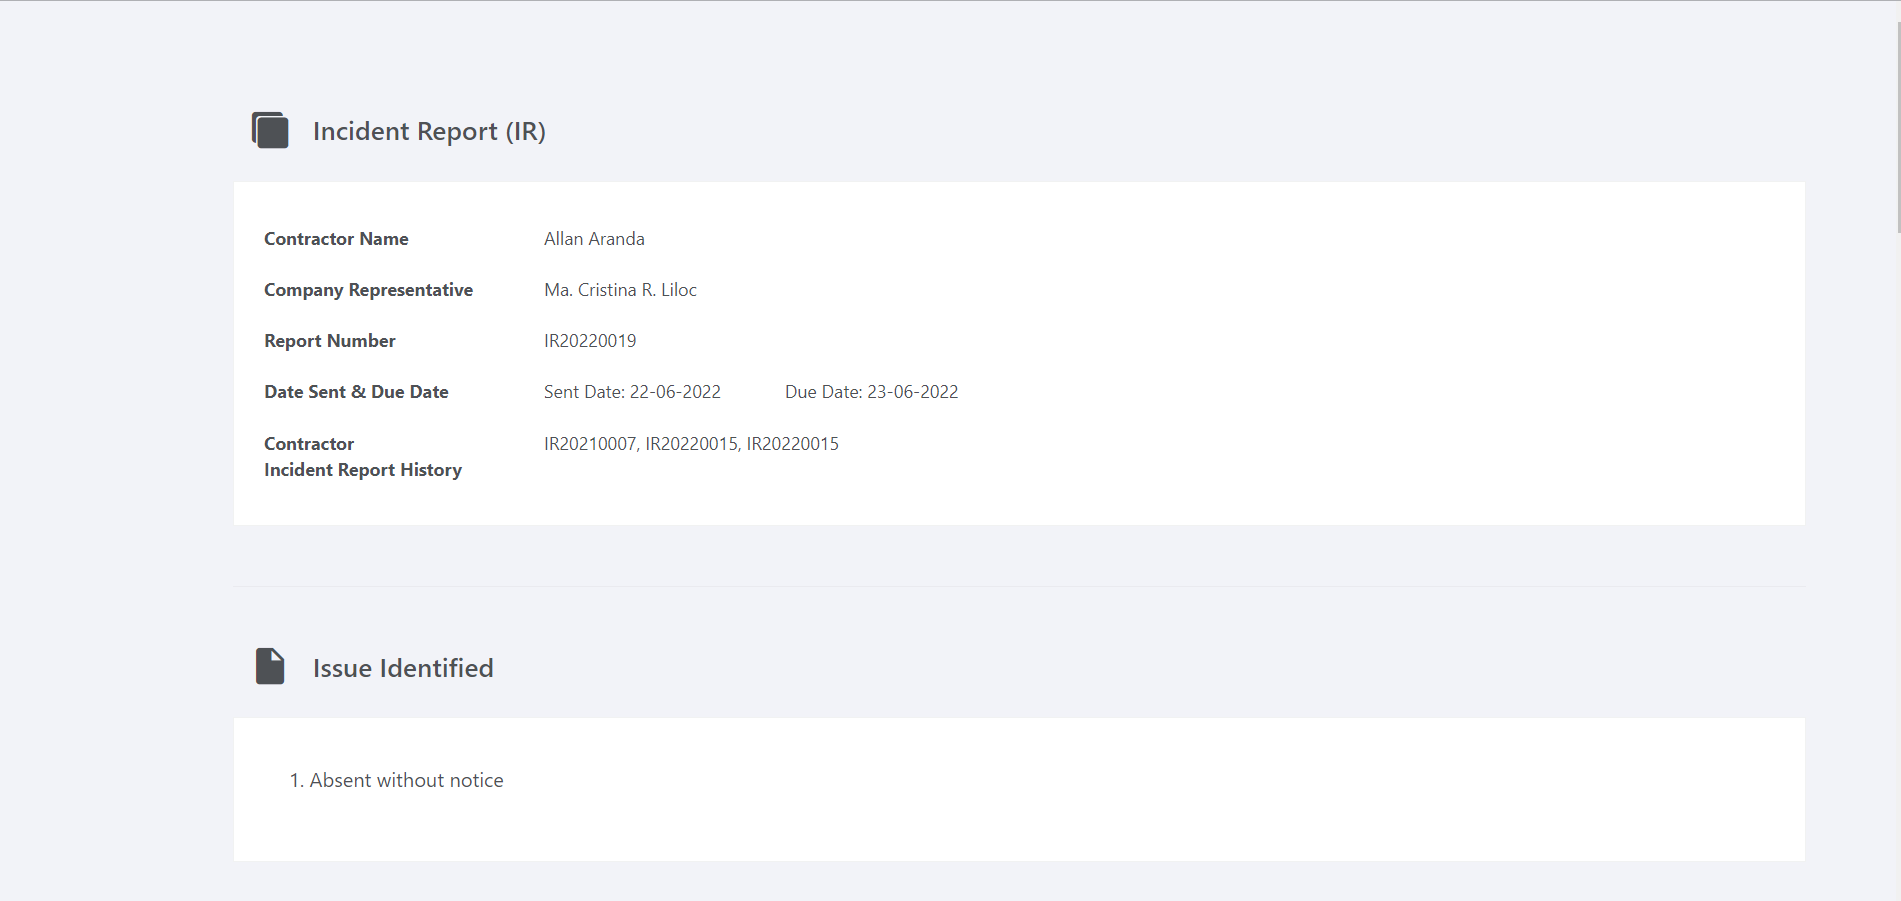 Incident Report (IR)
Contractor Name Allan Aranda
Company Representative Ma. Cristina R. Liloc
Report Number IR20220019
Date Sent & Due Date Sent Date: 22-06-2022 Due Date: 23-06-2022
Contractor IR20210007, IR20220015, IR20220015
Incident Report History
Issue Identified
1. Absent without notice